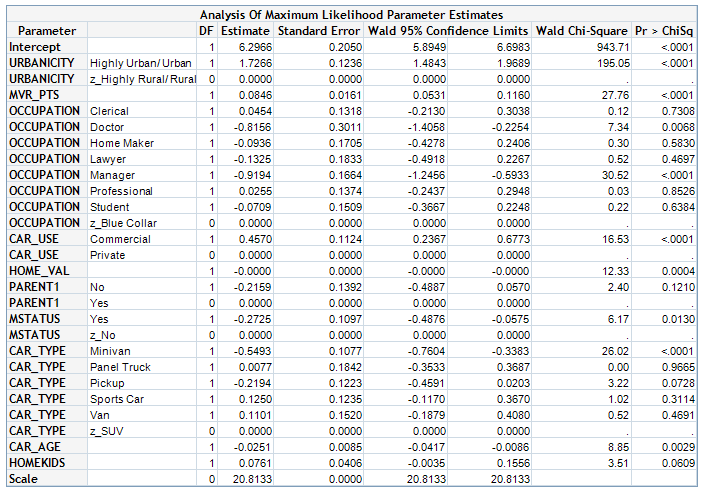 Analysis Of Maximum Likelihood Parameter Estimates
Parameter DF Estimate Standard Error Wald 95% Confidence Limits Wald Chi-Square Pr > ChiSq
Intercept 1 6.2966 0.2050 5.8949 6.6983 943.71 <.0001
URBANICITY Highly Urban/ Urban 1 1.7266 0.1236 1.4843 1.9689 195.05 <.0001
URBANICITY z_Highly Rural/ Rural 0 0.0000 0.0000 0.0000 0.0000 . .
MVR_PTS 1 0.0846 0.0161 0.0531 0.1160 27.76 <.0001
OCCUPATION Clerical 1 0.0454 0.1318 -0.2130 0.3038 0.12 0.7308
OCCUPATION Doctor 1 -0.8156 0.3011 -1.4058 -0.2254 7.34 0.0068
OCCUPATION Home Maker 1 -0.0936 0.1705 -0.4278 0.2406 0.30 0.5830
OCCUPATION Lawyer 1 -0.1325 0.1833 -0.4918 0.2267 0.52 0.4697
OCCUPATION Manager 1 -0.9194 0.1664 -1.2456 -0.5933 30.52 <.0001
OCCUPATION Professional 1 0.0255 0.1374 -0.2437 0.2948 0.03 0.8526
OCCUPATION Student 1 -0.0709 0.1509 -0.3667 0.2248 0.22 0.6384
OCCUPATION z_Blue Collar 0 0.0000 0.0000 0.0000 0.0000 . .
CAR_USE Commercial 1 0.4570 0.1124 0.2367 0.6773 16.53 <.0001
CAR_USE Private 0 0.0000 0.0000 0.0000 0.0000 . .
HOME_VAL 1 -0.0000 0.0000 -0.0000 -0.0000 12.33 0.0004
PARENT1 No 1 -0.2159 0.1392 -0.4887 0.0570 2.40 0.1210
PARENT1 Yes 0 0.0000 0.0000 0.0000 0.0000 . .
MSTATUS Yes 1 -0.2725 0.1097 -0.4876 -0.0575 6.17 0.0130
MSTATUS z_No 0 0.0000 0.0000 0.0000 0.0000 . .
CAR_TYPE Minivan 1 -0.5493 0.1077 -0.7604 -0.3383 26.02 <.0001
CAR_TYPE Panel Truck 1 0.0077 0.1842 -0.3533 0.3687 0.00 0.9665
CAR_TYPE Pickup 1 -0.2194 0.1223 -0.4591 0.0203 3.22 0.0728
CAR_TYPE Sports Car 1 0.1250 0.1235 -0.1170 0.3670 1.02 0.3114
CAR_TYPE Van 1 0.1101 0.1520 -0.1879 0.4080 0.52 0.4691
CAR_TYPE z_SUV 0 0.0000 0.0000 0.0000 0.0000 . .
CAR_AGE 1 -0.0251 0.0085 -0.0417 -0.0086 8.85 0.0029
HOMEKIDS 1 0.0761 0.0406 -0.0035 0.1556 3.51 0.0609
Scale 0 20.8133 0.0000 20.8133 20.8133